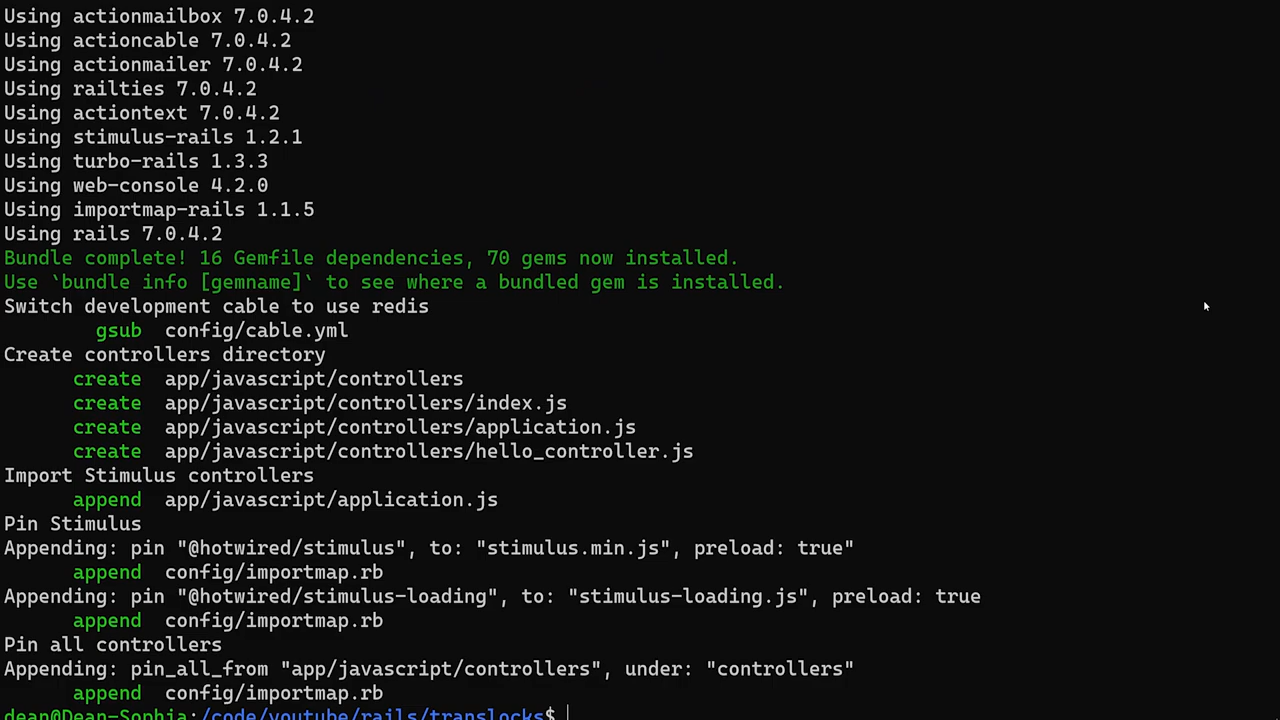 Using actionmailbox 7.0.4.2
Using actioncable 7.0.4.2
Using actionmailer 7.0.4.2
Using railties 7.0.4.2
Using actiontext 7.0.4.2
Using stimulus-rails 1.2.1
Using turbo-rails 1.3.3
Using web-console 4.2.0
Using importmap-rails 1.1.5
Using rails 7.0.4.2
Bundle complete! 16 Gemfile dependencies, 70 gems now installed.
Use `bundle info [gemname]` to see where a bundled gem is installed.
Switch development cable to use redis
gsub  config/cable.yml
Create controllers directory
create  app/javascript/controllers
create  app/javascript/controllers/index.js
create  app/javascript/controllers/application.js
create  app/javascript/controllers/hello_controller.js
Import Stimulus controllers
append  app/javascript/application.js
Pin Stimulus
Appending: pin "@hotwired/stimulus", to: "stimulus.min.js", preload: true"
append  config/importmap.rb
Appending: pin "@hotwired/stimulus-loading", to: "stimulus-loading.js", preload: true
append  config/importmap.rb
Pin all controllers
Appending: pin_all_from "app/javascript/controllers", under: "controllers"
append  config/importmap.rb
dean@Dean-Sophia:/code/youtube/rails/translocks$